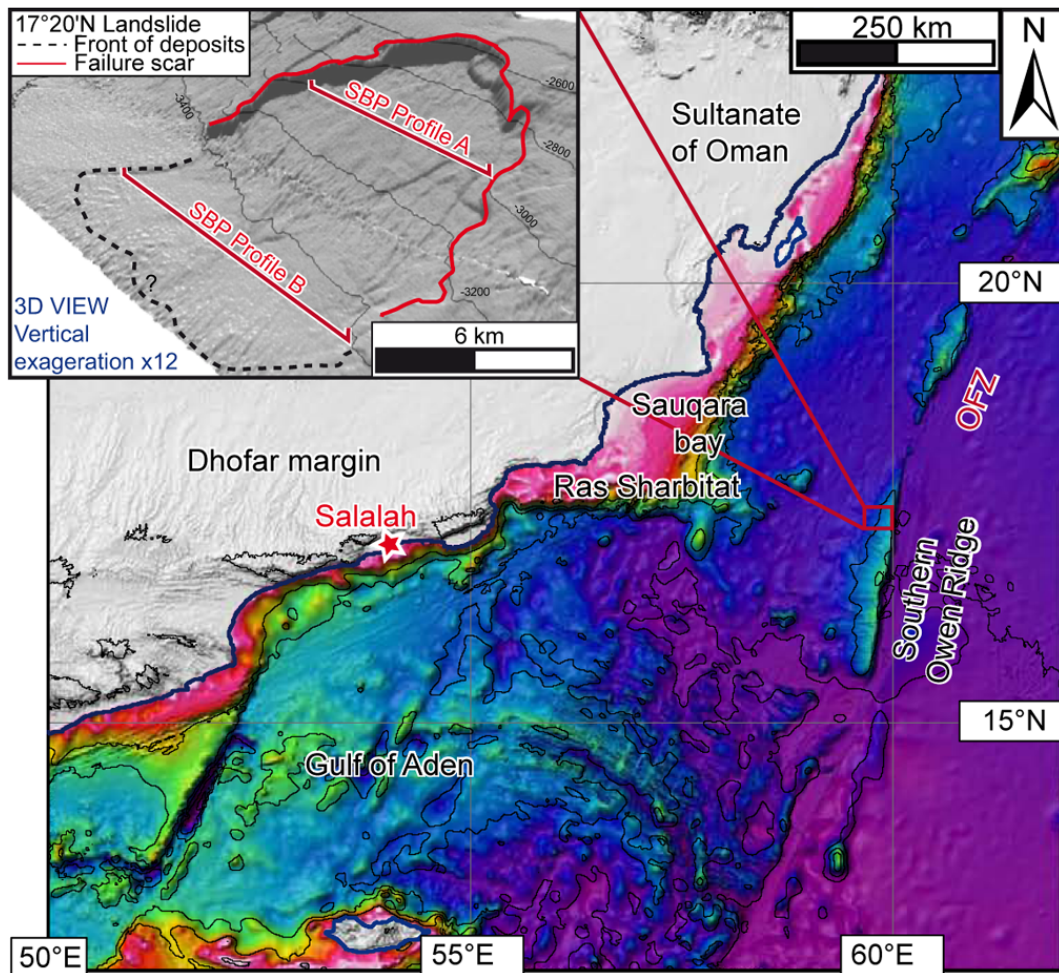 17°20'N Landslide
Front of deposits
Failure scar
SBP Profile A
SBP Profile B
-3400
-2600
-2800
-3000
-3200
?
3D VIEW
Vertical
exageration x12
6 km
250 km
N
Sultanate
of Oman
20°N
OFZ
Sauqara
bay
Dhofar margin
Ras Sharbitat
Salalah
Southern
Owen Ridge
15°N
Gulf of Aden
50°E
55°E
60°E